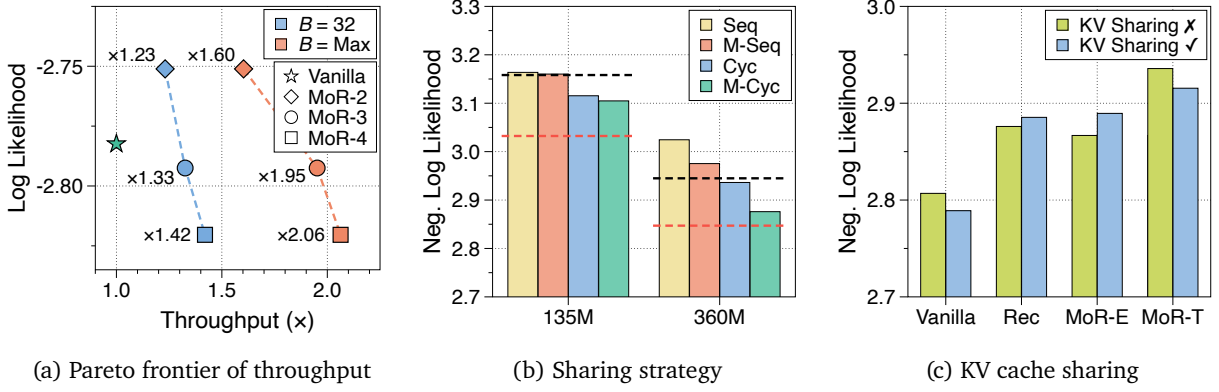 B = 32
B = Max
Vanilla
MoR-2
MoR-3
MoR-4
×1.23
×1.60
×1.33
×1.95
×1.42
×2.06
-2.75
-2.80
Log Likelihood
1.0
1.5
2.0
Throughput (×)
(a) Pareto frontier of throughput
Seq
M-Seq
Cyc
M-Cyc
3.3
3.2
3.1
3.0
2.9
2.8
2.7
Neg. Log Likelihood
135M
360M
(b) Sharing strategy
KV Sharing ✗
KV Sharing ✓
3.0
2.9
2.8
2.7
Neg. Log Likelihood
Vanilla
Rec
MoR-E
MoR-T
(c) KV cache sharing